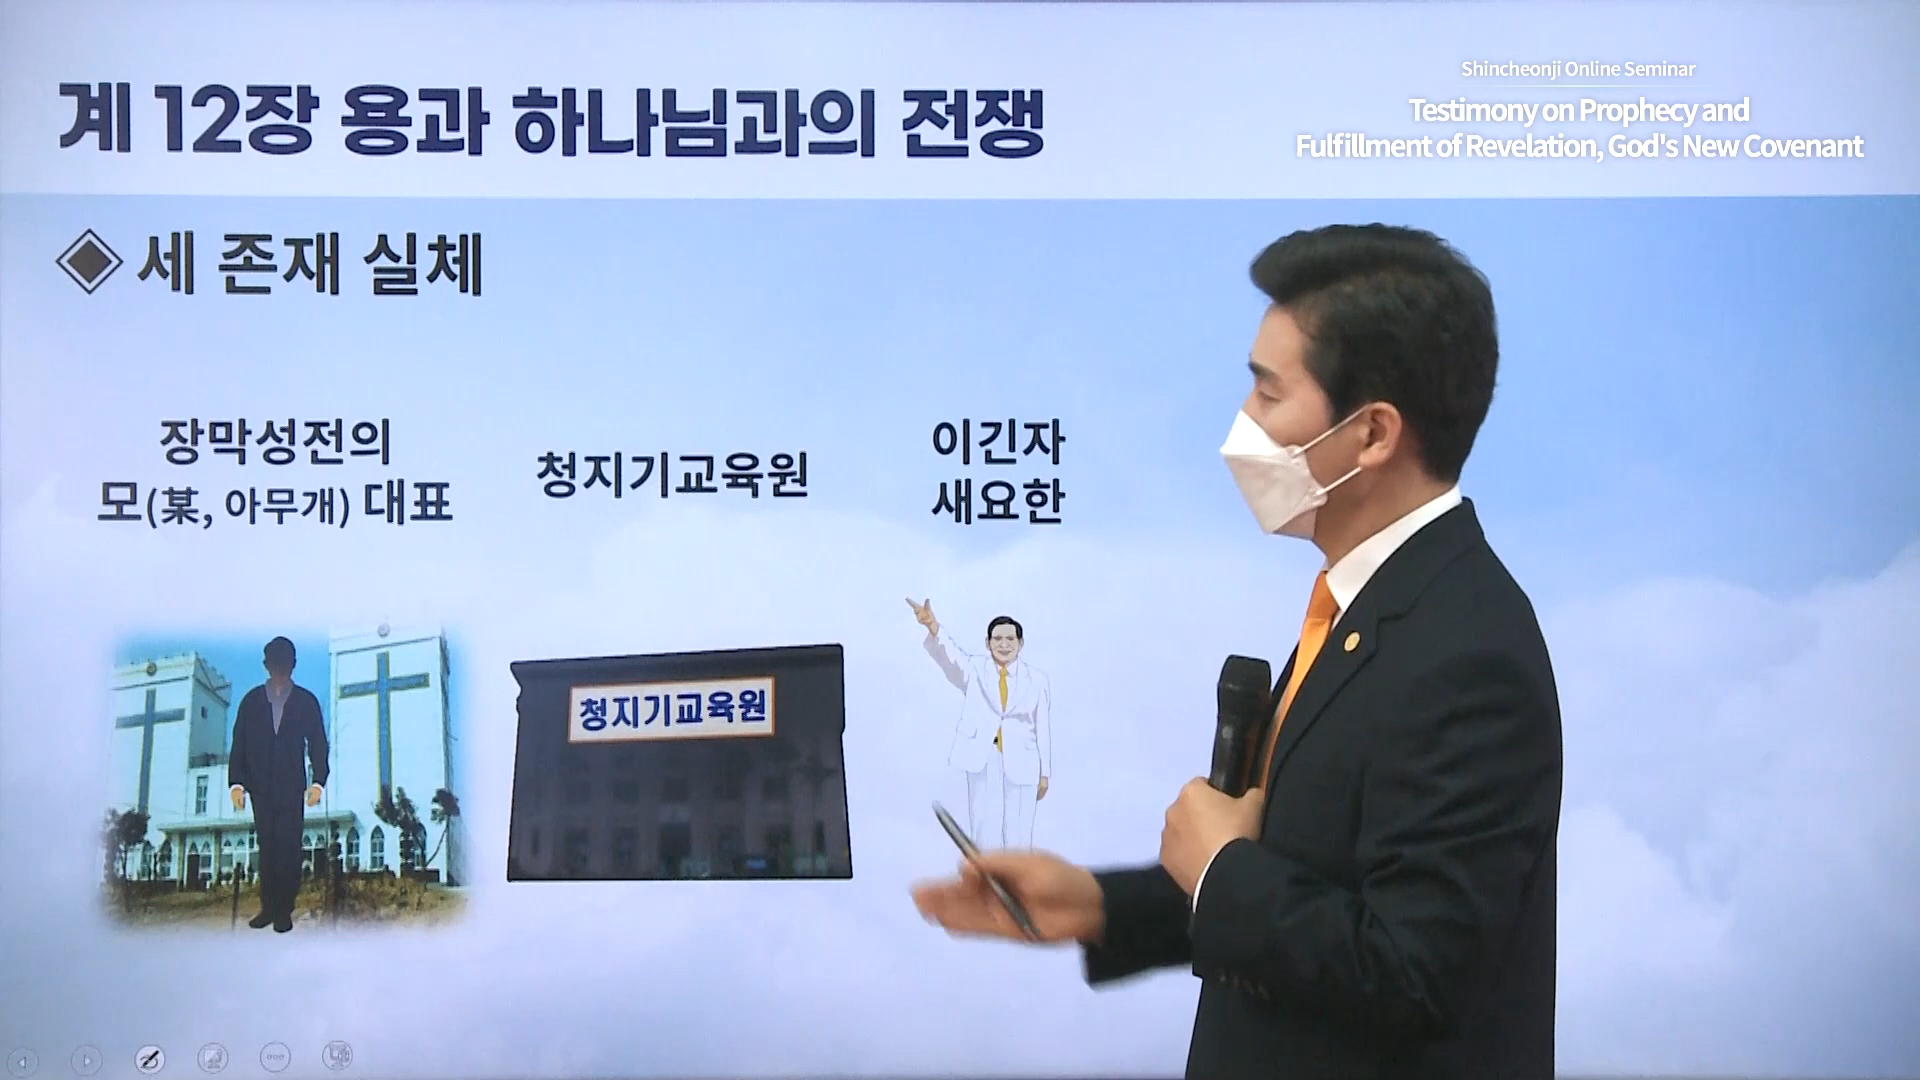 계 12장 용과 하나님과의 전쟁
Shincheonji Online Seminar
Testimony on Prophecy and
Fulfillment of Revelation, God's New Covenant
세 존재 실체
장막성전의
모(某, 아무개) 대표
청지기교육원
이긴자
새요한
청지기교육원